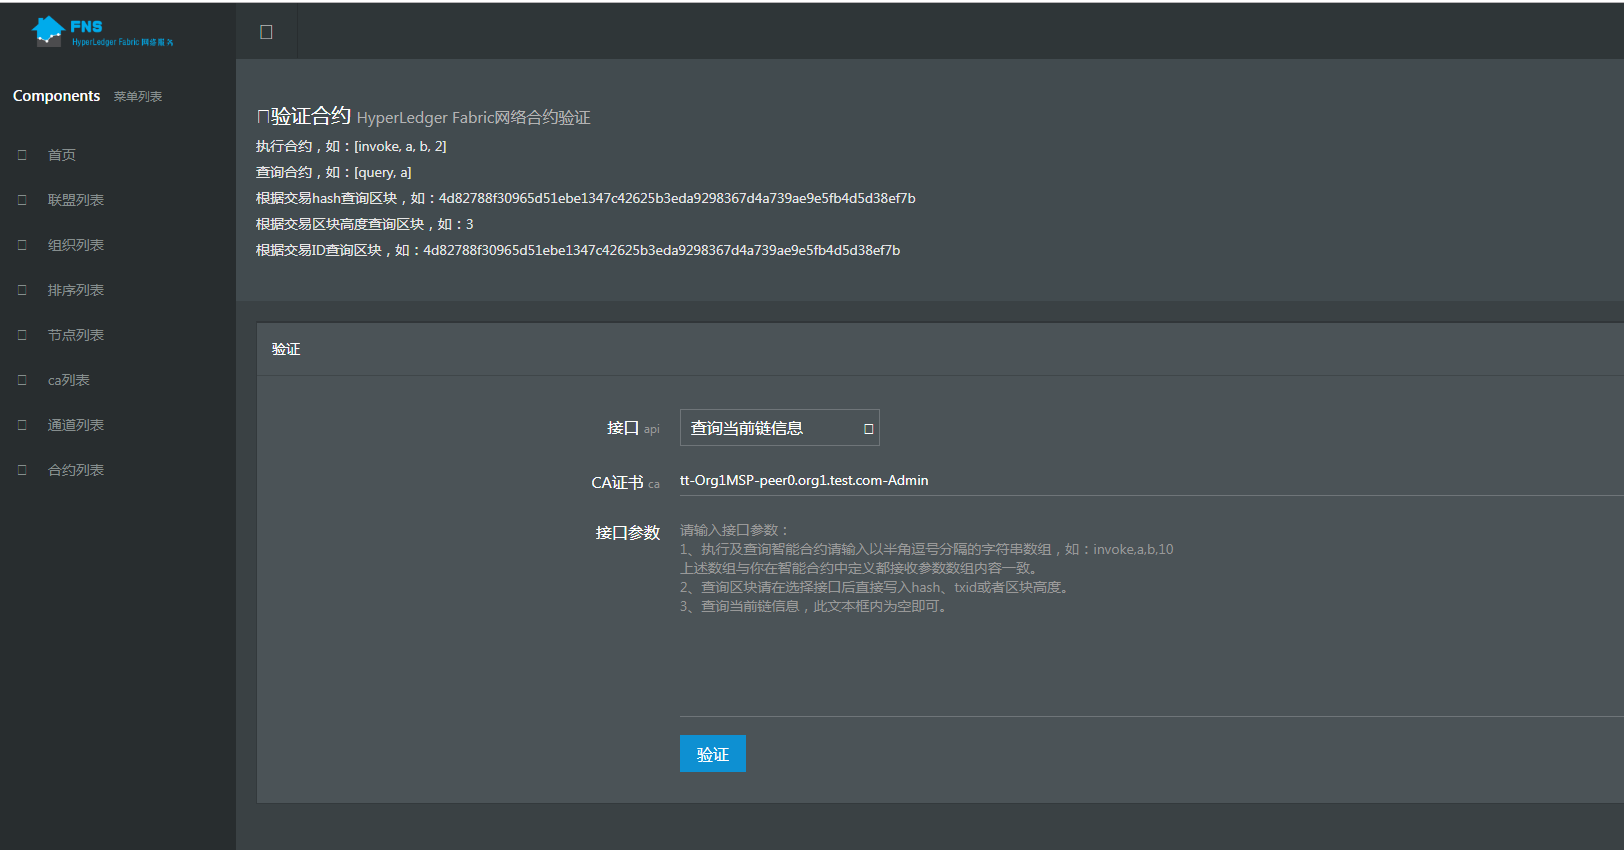 FNS
HyperLedger Fabric 网络服务
Components 菜单列表
首页
联盟列表
组织列表
排序列表
节点列表
ca列表
通道列表
合约列表
验证合约 HyperLedger Fabric网络合约验证
执行合约，如：[invoke, a, b, 2]
查询合约，如：[query, a]
根据交易hash查询区块，如：4d82788f30965d51ebe1347c42625b3eda9298367d4a739ae9e5fb4d5d38ef7b
根据交易区块高度查询区块，如：3
根据交易ID查询区块，如：4d82788f30965d51ebe1347c42625b3eda9298367d4a739ae9e5fb4d5d38ef7b
验证
接口 api 查询当前链信息
CA证书 ca tt-Org1MSP-peer0.org1.test.com-Admin
接口参数 请输入接口参数：
1、执行及查询智能合约请输入以半角逗号分隔的字符串数组，如：invoke,a,b,10
上述数组与你在智能合约中定义都接收参数数组内容一致。
2、查询区块请在选择接口后直接写入hash、txid或者区块高度。
3、查询当前链信息，此文本框内为空即可。
验证